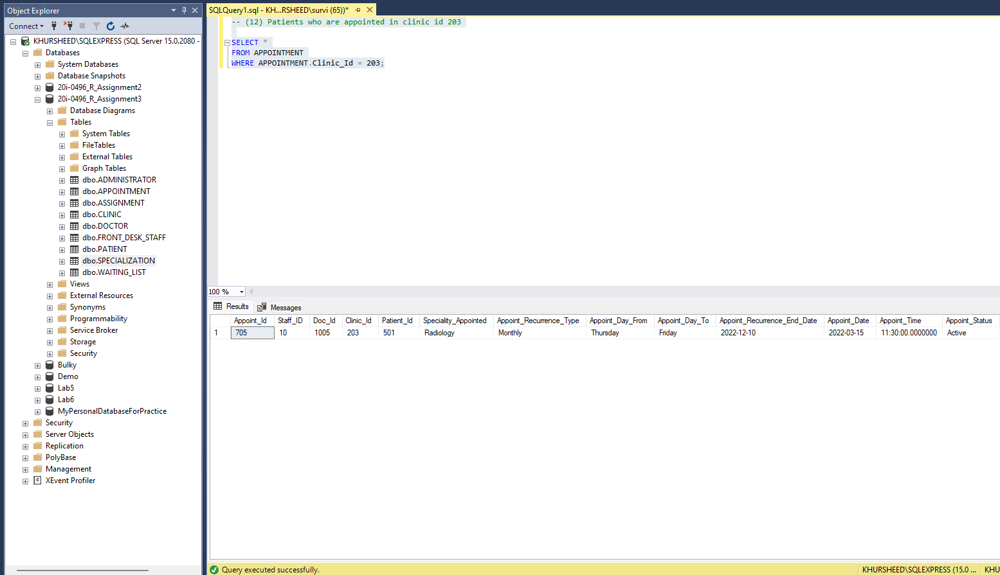 Object Explorer
Connect
KHURSHEED\SQLEXPRESS (SQL Server 15.0.2080 -
Databases
System Databases
Database Snapshots
20i-0496_R_Assignment2
20i-0496_R_Assignment3
Database Diagrams
Tables
System Tables
FileTables
External Tables
Graph Tables
dbo.ADMINISTRATOR
dbo.APPOINTMENT
dbo.ASSIGNMENT
dbo.CLINIC
dbo.DOCTOR
dbo.FRONT_DESK_STAFF
dbo.PATIENT
dbo.SPECIALIZATION
dbo.WAITING_LIST
Views
External Resources
Synonyms
Programmability
Service Broker
Storage
Security
Bulky
Demo
Lab5
Lab6
MyPersonalDatabaseForPractice
Security
Server Objects
Replication
PolyBase
Management
XEvent Profiler
SQLQuery1.sql - KH...RSHEED\survi (65))*
-- (12) Patients who are appointed in clinic id 203
SELECT *
FROM APPOINTMENT
WHERE APPOINTMENT.Clinic_Id = 203;
100 %
Results Messages
Appoint_Id Staff_ID Doc_Id Clinic_Id Patient_Id Speciality_Appointed Appoint_Recurrence_Type Appoint_Day_From Appoint_Day_To Appoint_Recurrence_End_Date Appoint_Date Appoint_Time Appoint_Status
1 705 10 1005 203 501 Radiology Monthly Thursday Friday 2022-12-10 2022-03-15 11:30:00.0000000 Active
Query executed successfully. KHURSHEED\SQLEXPRESS (15.0 ... KHU